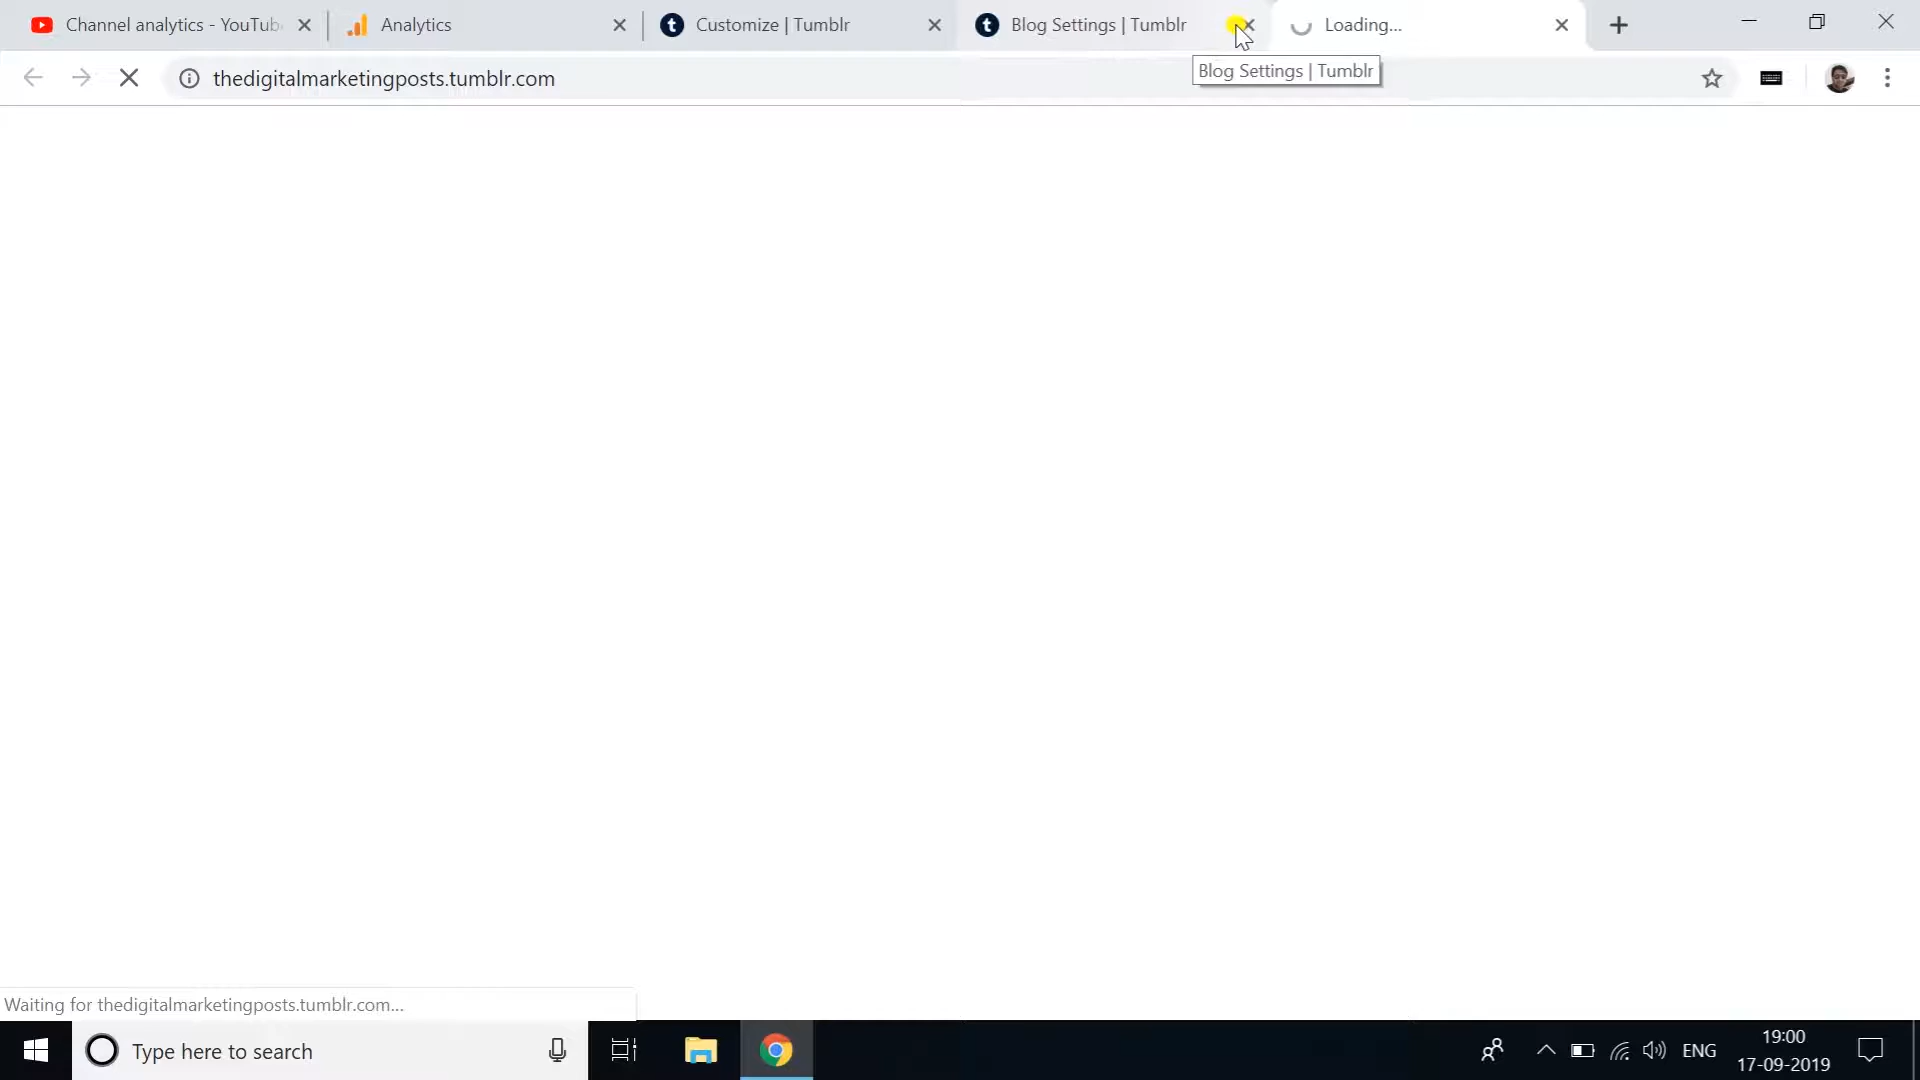 Channel analytics - YouTub
Analytics
Customize | Tumblr
Blog Settings | Tumblr
Loading...
thedigitalmarketingposts.tumblr.com
Blog Settings | Tumblr
Waiting for thedigitalmarketingposts.tumblr.com...
Type here to search
ENG
19:00
17-09-2019